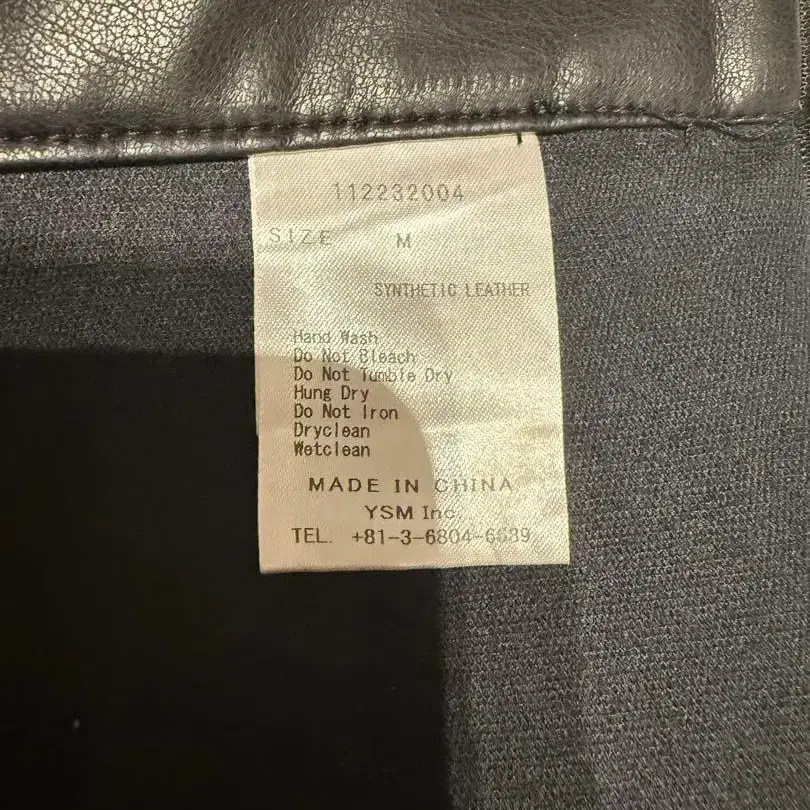 112232004
SIZE M
SYNTHETIC LEATHER
Hand Wash
Do Not Bleach
Do Not Tumble Dry
Hung Dry
Do Not Iron
Dryclean
Wetclean
MADE IN CHINA
YSM Inc.
TEL. +81-3-6804-6639